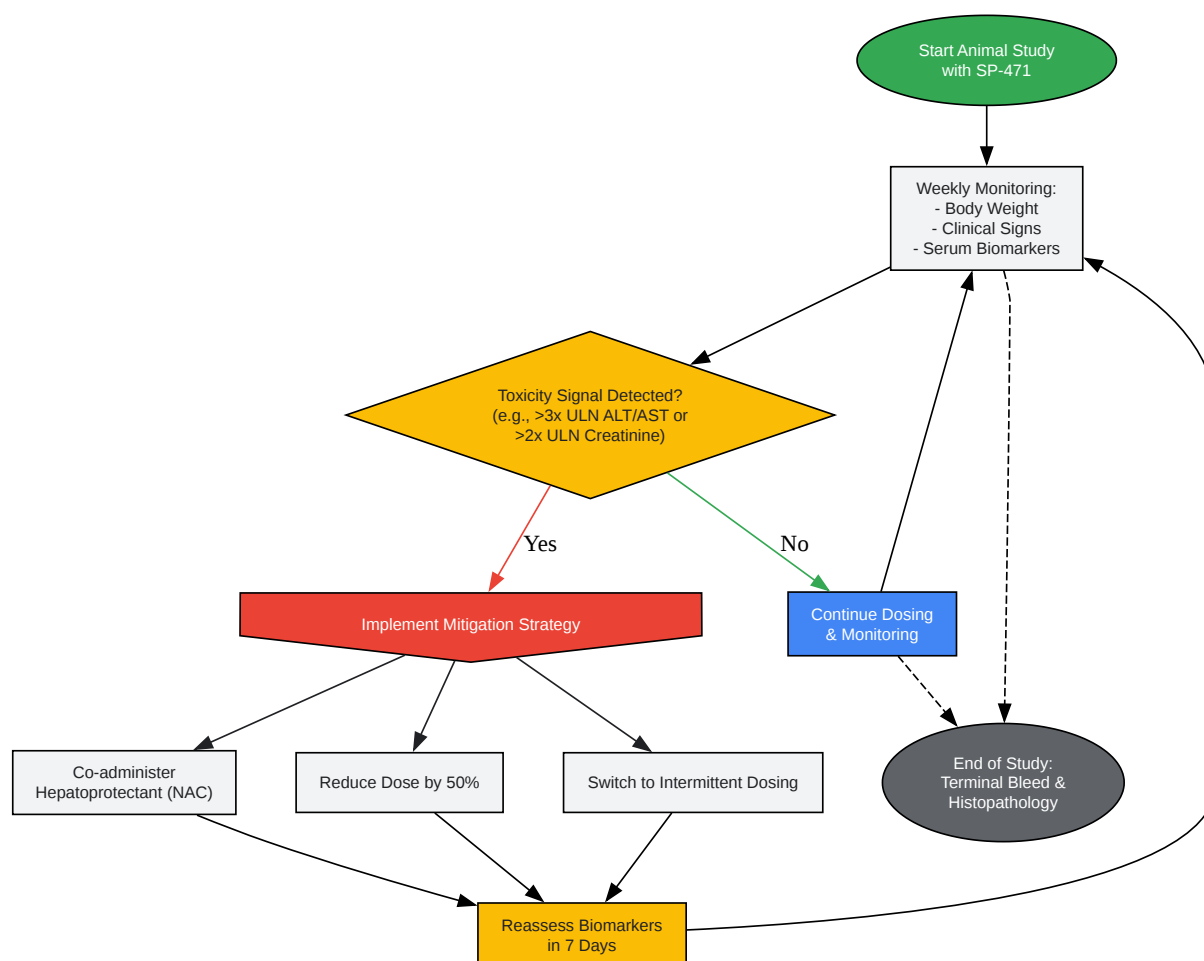 Start Animal Study
with SP-471
Weekly Monitoring:
- Body Weight
- Clinical Signs
- Serum Biomarkers
Toxicity Signal Detected?
(e.g., >3x ULN ALT/AST or
>2x ULN Creatinine)
Yes
No
Implement Mitigation Strategy
Continue Dosing
& Monitoring
Co-administer
Hepatoprotectant (NAC)
Reduce Dose by 50%
Switch to Intermittent Dosing
End of Study:
Terminal Bleed &
Histopathology
Reassess Biomarkers
in 7 Days